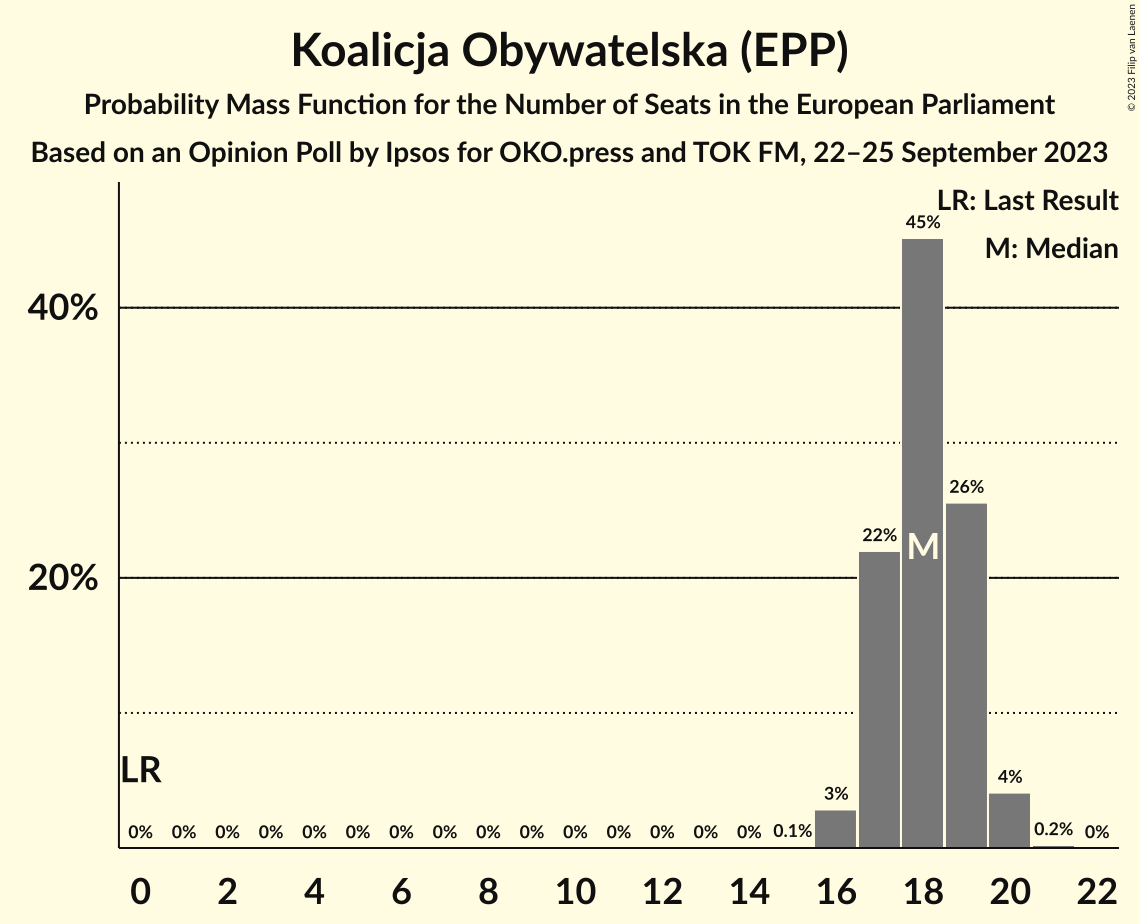 Koalicja Obywatelska (EPP)
Probability Mass Function for the Number of Seats in the European Parliament
Based on an Opinion Poll by Ipsos for OKO.press and TOK FM, 22–25 September 2023
© 2023 Filip van Laenen
LR: Last Result
M: Median
40%
20%
45%
26%
22%
M
LR
4%
3%
0% 0% 0% 0% 0% 0% 0% 0% 0% 0% 0% 0% 0% 0% 0% 0.1% 0.2% 0%
0 2 4 6 8 10 12 14 16 18 20 22